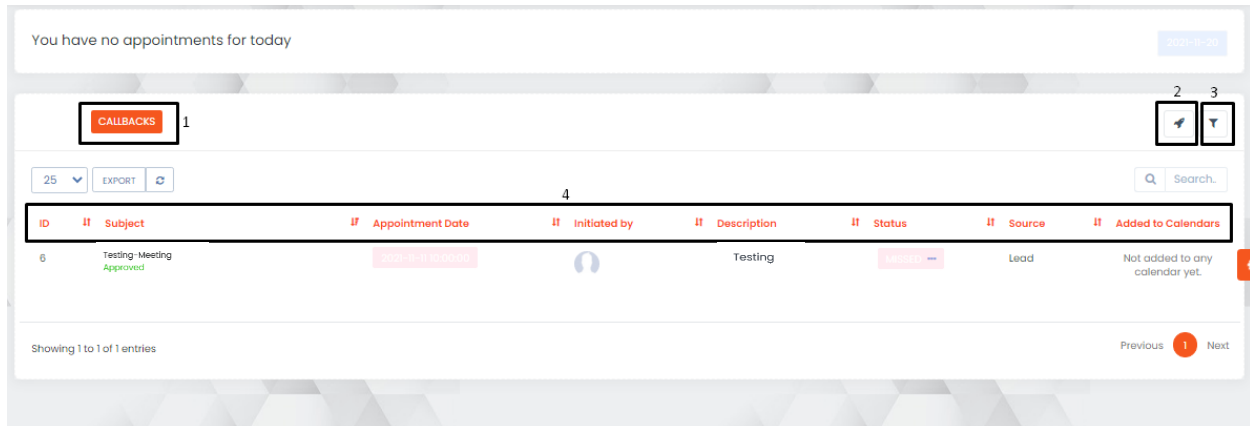 You have no appointments for today
2021-11-20
2 3
CALLBACKS 1
25 EXPORT Search..
4
ID Subject Appointment Date Initiated by Description Status Source Added to Calendars
6 Testing-Meeting 2021-11-11 10:00:00 Testing MISSED Lead Not added to any
Approved calendar yet.
Showing 1 to 1 of 1 entries
Previous 1 Next